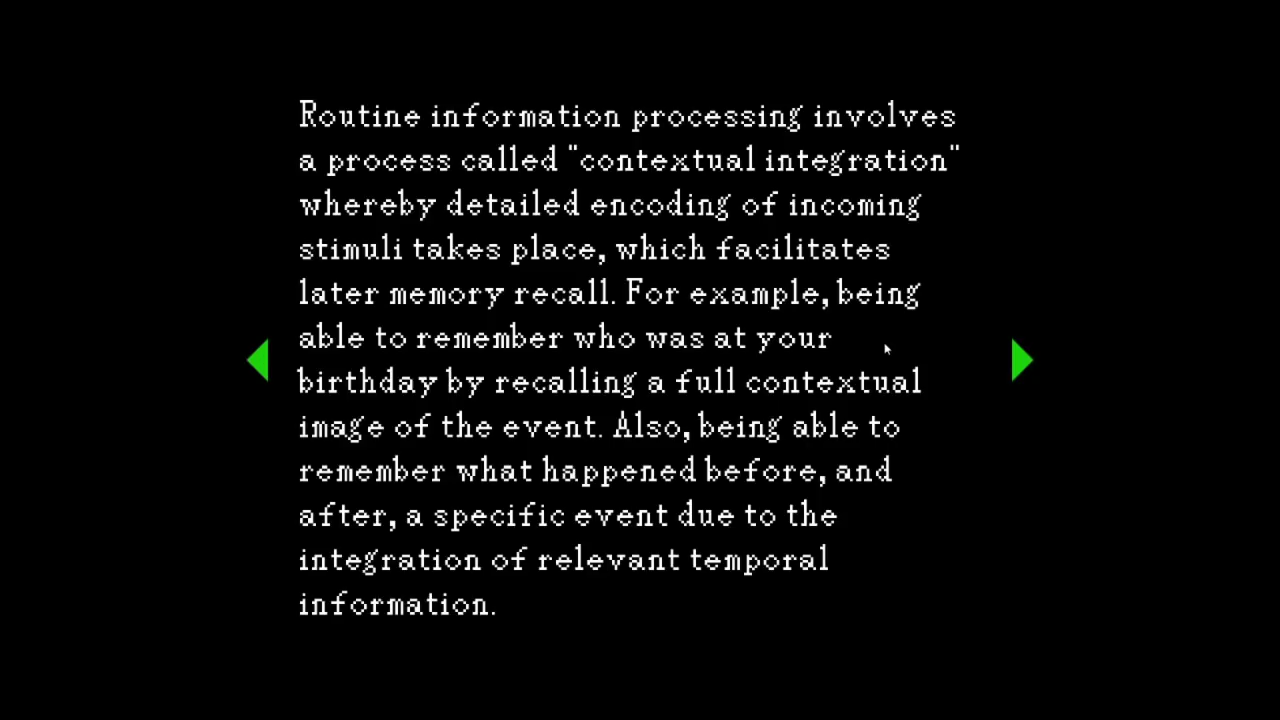 Routine information processing involves
a process called "contextual integration"
whereby detailed encoding of incoming
stimuli takes place, which facilitates
later memory recall. For example, being
able to remember who was at your
birthday by recalling a full contextual
image of the event. Also, being able to
remember what happened before, and
after, a specific event due to the
integration of relevant temporal
information.